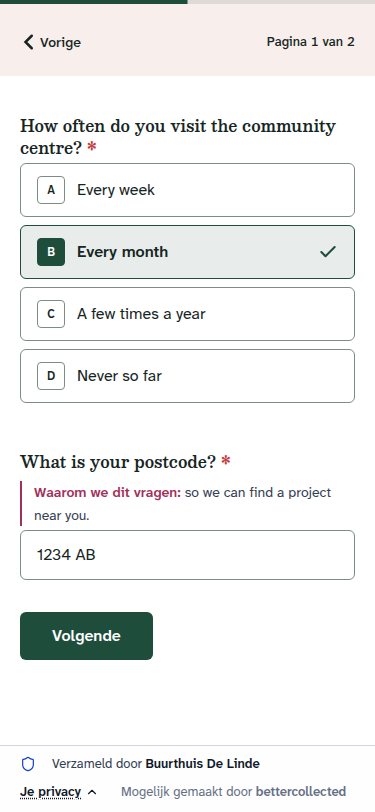 Vorige
Pagina 1 van 2
How often do you visit the community
centre? *
A Every week
B Every month
C A few times a year
D Never so far
What is your postcode? *
Waarom we dit vragen: so we can find a project
near you.
1234 AB
Volgende
Verzameld door Buurthuis De Linde
Je privacy
Mogelijk gemaakt door bettercollected